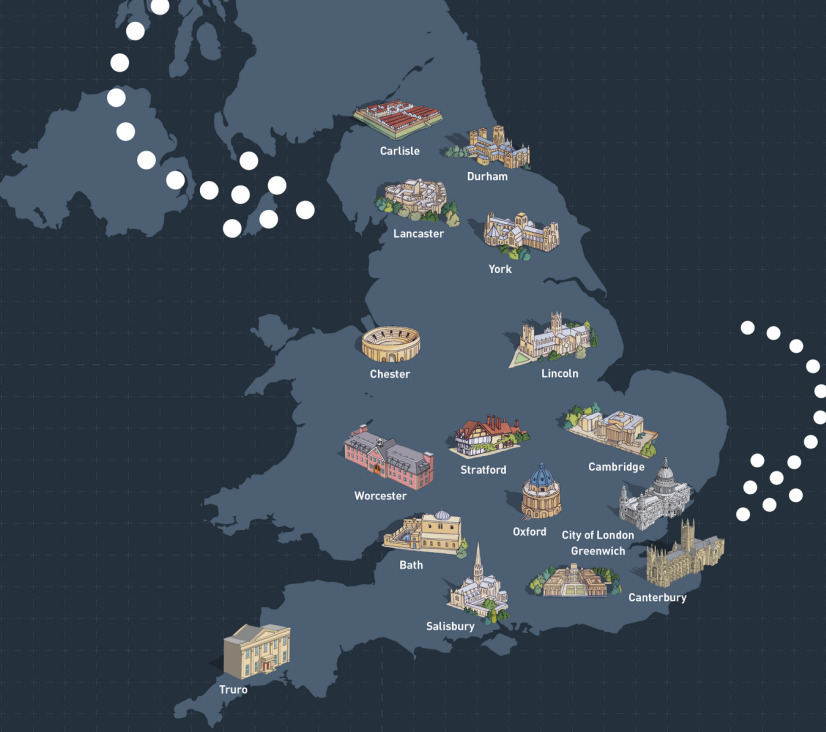 Carlisle
Durham
Lancaster
York
Chester
Lincoln
Stratford
Cambridge
Worcester
Oxford
City of London
Greenwich
Bath
Canterbury
Salisbury
Truro